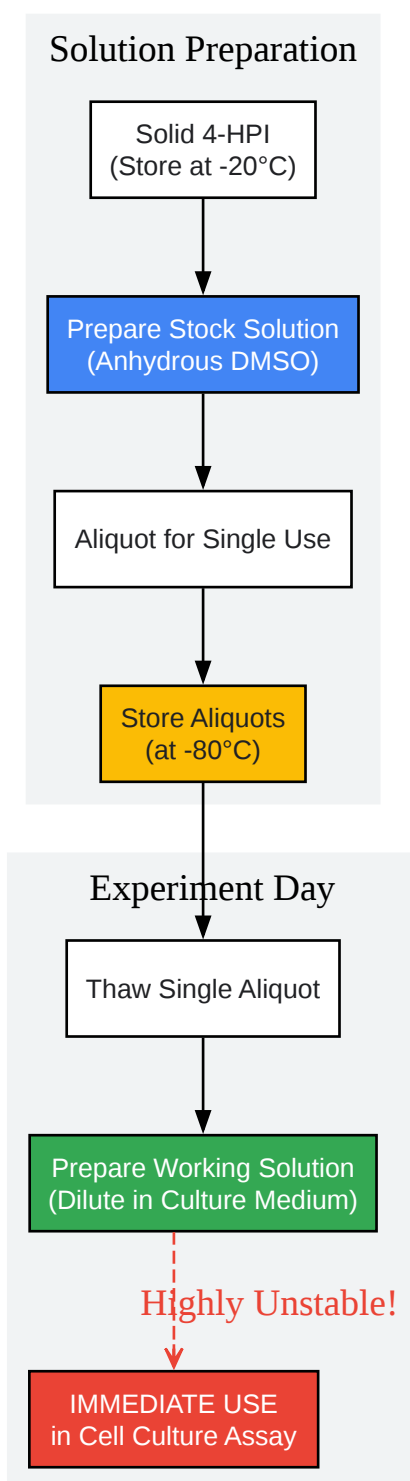 Solution Preparation
Solid 4-HPI
(Store at -20°C)
Prepare Stock Solution
(Anhydrous DMSO)
Aliquot for Single Use
Store Aliquots
(at -80°C)
Experiment Day
Thaw Single Aliquot
Prepare Working Solution
(Dilute in Culture Medium)
Highly Unstable!
IMMEDIATE USE
in Cell Culture Assay